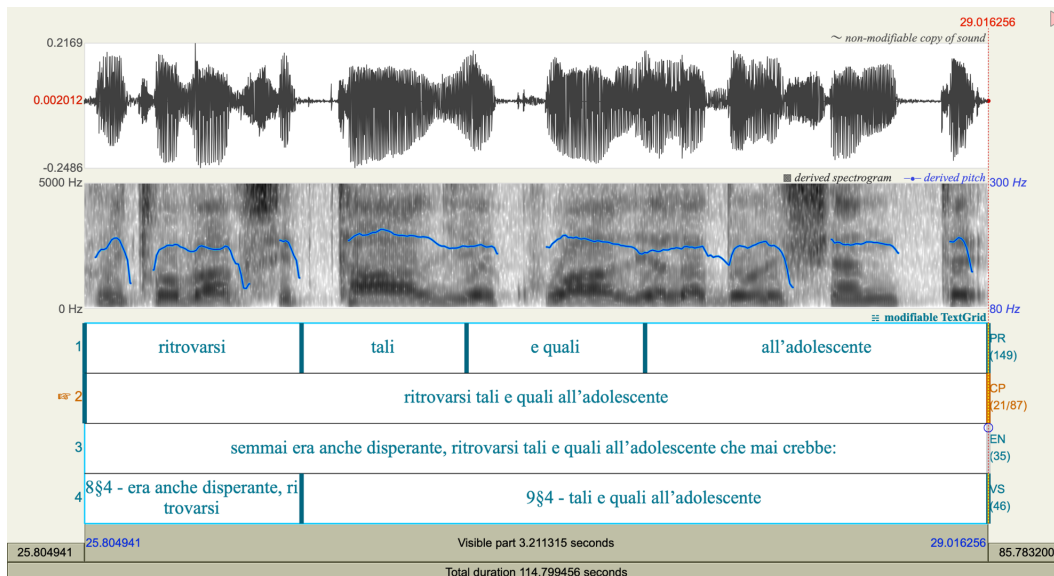 29.016256
0.2169
～ non-modifiable copy of sound
0.002012
-0.2486
5000 Hz
derived spectrogram
derived pitch
300 Hz
0 Hz
80 Hz
modifiable TextGrid
1
ritrovarsi
tali
e quali
all’adolescente
PR
(149)
2
ritrovarsi tali e quali all’adolescente
CP
(21/87)
3
semmai era anche disperante, ritrovarsi tali e quali all’adolescente che mai crebbe:
EN
(35)
4
8§4 - era anche disperante, ri
trovarsi
9§4 - tali e quali all’adolescente
VS
(46)
25.804941
25.804941
Visible part 3.211315 seconds
29.016256
85.783200
Total duration 114.799456 seconds